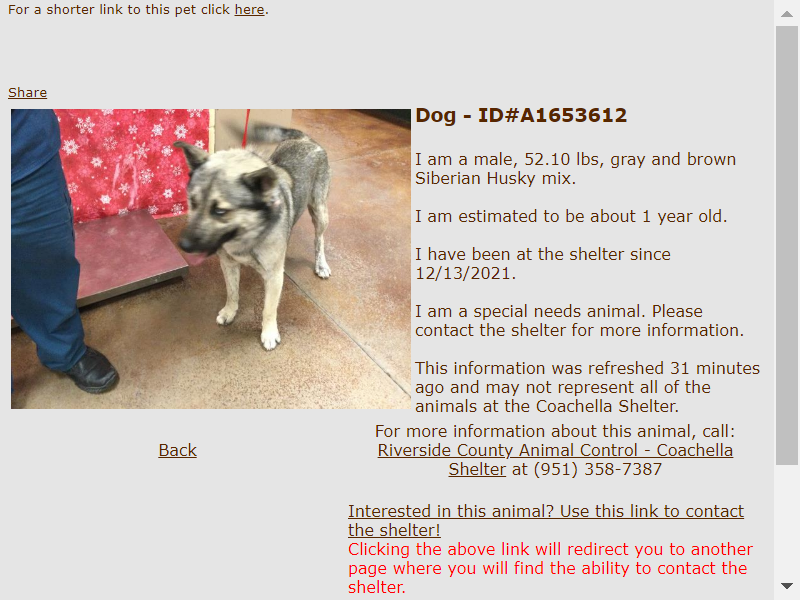 For a shorter link to this pet click here.
Share
Dog - ID#A1653612
I am a male, 52.10 lbs, gray and brown
Siberian Husky mix.
I am estimated to be about 1 year old.
I have been at the shelter since
12/13/2021.
I am a special needs animal. Please
contact the shelter for more information.
This information was refreshed 31 minutes
ago and may not represent all of the
animals at the Coachella Shelter.
Back
For more information about this animal, call:
Riverside County Animal Control - Coachella
Shelter at (951) 358-7387
Interested in this animal? Use this link to contact
the shelter!
Clicking the above link will redirect you to another
page where you will find the ability to contact the
shelter.